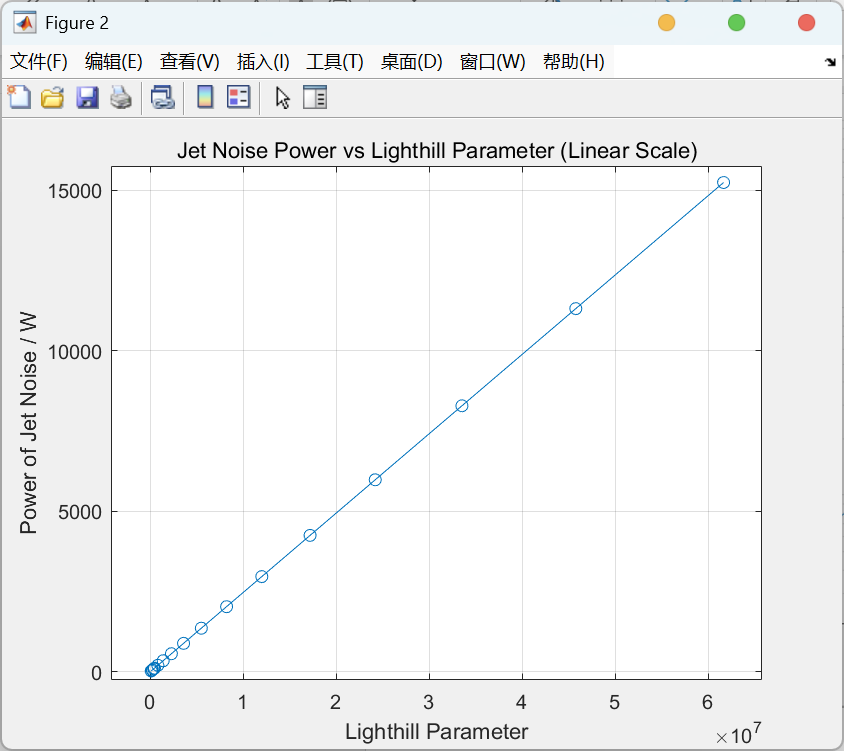 Figure 2
文件(F) 编辑(E) 查看(V) 插入(I) 工具(T) 桌面(D) 窗口(W) 帮助(H)
Jet Noise Power vs Lighthill Parameter (Linear Scale)
Power of Jet Noise / W
15000
10000
5000
0
0 1 2 3 4 5 6
Lighthill Parameter
×10⁷